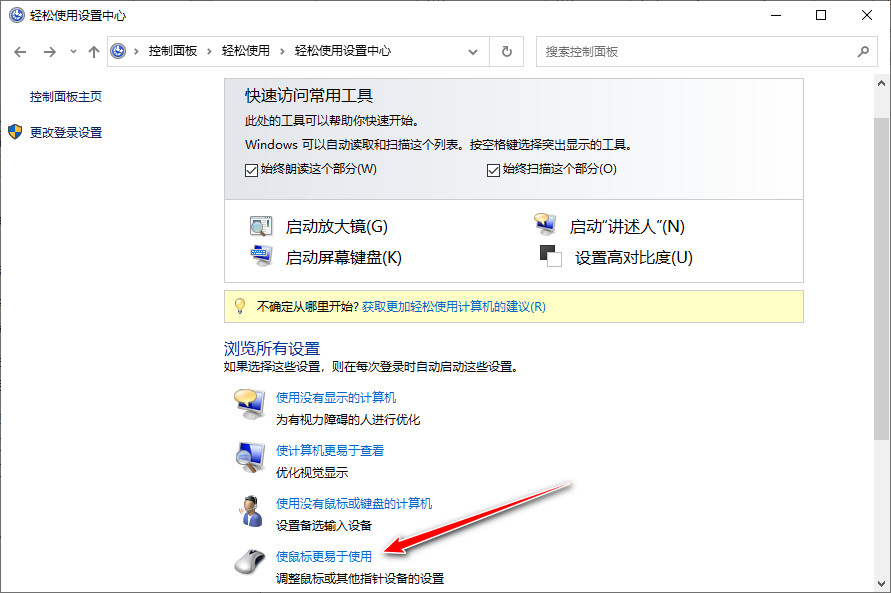 轻松使用设置中心
控制面板 轻松使用 轻松使用设置中心 搜索控制面板
控制面板主页
更改登录设置
快速访问常用工具
此处的工具可以帮助你快速开始。
Windows 可以自动读取和扫描这个列表。按空格键选择突出显示的工具。
始终朗读这个部分(W) 始终扫描这个部分(O)
启动放大镜(G) 启动“讲述人”(N)
启动屏幕键盘(K) 设置高对比度(U)
不确定从哪里开始? 获取更加轻松使用计算机的建议(R)
浏览所有设置
如果选择这些设置，则在每次登录时自动启动这些设置。
使用没有显示的计算机
为有视力障碍的人进行优化
使计算机更易于查看
优化视觉显示
使用没有鼠标或键盘的计算机
设置备选输入设备
使鼠标更易于使用
调整鼠标或其他指针设备的设置